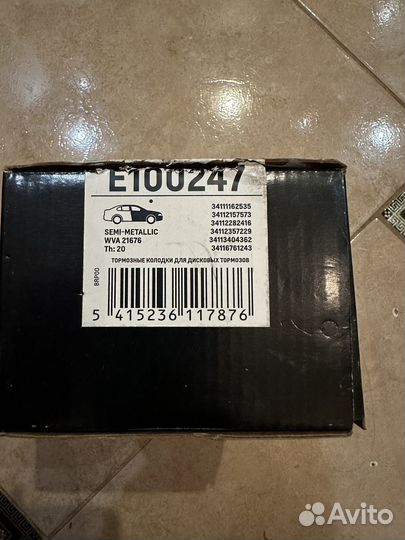 E100247
34111162535
34112157573
34112282416
34112357229
34113404362
34116761243
SEMI-METALLIC
WVA 21676
Th: 20
ТОРМОЗНЫЕ КОЛОДКИ ДЛЯ ДИСКОВЫХ ТОРМОЗОВ
BRPOO
5 415236 117876
Avito